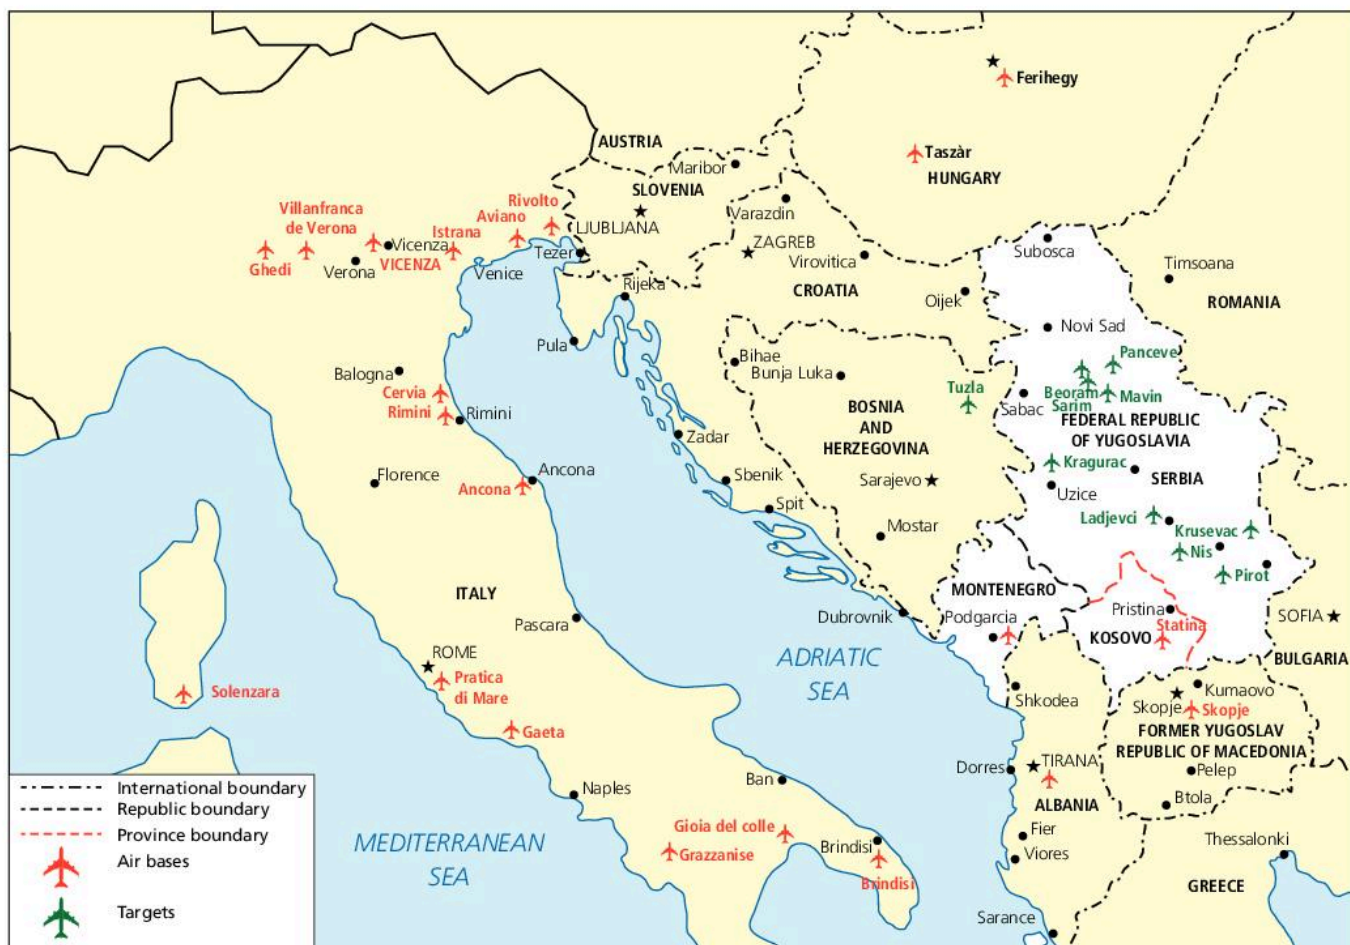 Ferihegy
AUSTRIA
Taszàr
HUNGARY
Maribor
SLOVENIA
Varazdin
LJUBLJANA
ZAGREB
Virovitica
CROATIA
Oijek
Rijeka
Pula
Tezer
Rivolto
Aviano
Istrana
Villanfranca
de Verona
Vicenza
VICENZA
Ghedi
Verona
Venice
Subosca
Timsoana
ROMANIA
Novi Sad
Panceve
Beoram
Sarim
Mavin
Sabac
FEDERAL REPUBLIC
OF YUGOSLAVIA
Tuzla
Bihae
Bunja Luka
BOSNIA
AND
HERZEGOVINA
Sarajevo
Mostar
Balogna
Cervia
Rimini
Rimini
Florence
Ancona
Ancona
Zadar
Sbenik
Spit
Kragurac
SERBIA
Uzice
Ladjevci
Krusevac
Nis
Pirot
ITALY
Pascara
Dubrovnik
MONTENEGRO
Podgarcia
Pristina
Statina
KOSOVO
SOFIA
BULGARIA
ROME
Pratica
di Mare
Gaeta
Solenzara
ADRIATIC
SEA
Shkodea
Kumaovo
Skopje
Skopje
FORMER YUGOSLAV
REPUBLIC OF MACEDONIA
Pelep
Btola
Dorres
TIRANA
ALBANIA
Fier
Viores
Sarance
Thessalonki
GREECE
Naples
Ban
Gioia del colle
Grazzanise
Brindisi
Brindisi
MEDITERRANEAN
SEA
International boundary
Republic boundary
Province boundary
Air bases
Targets